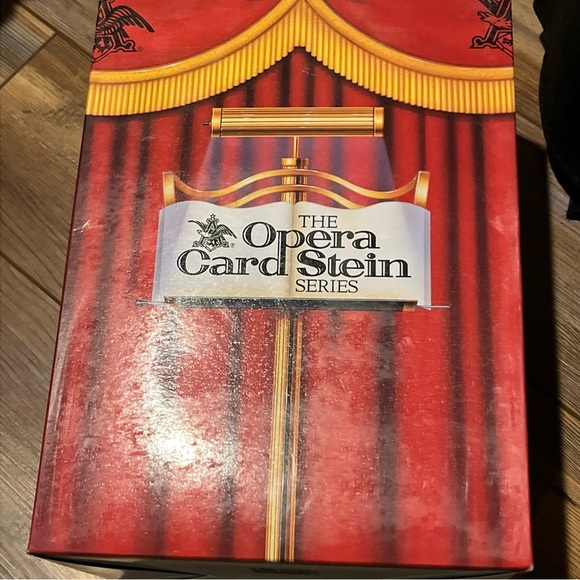 THE
Opera
Card Stein
SERIES